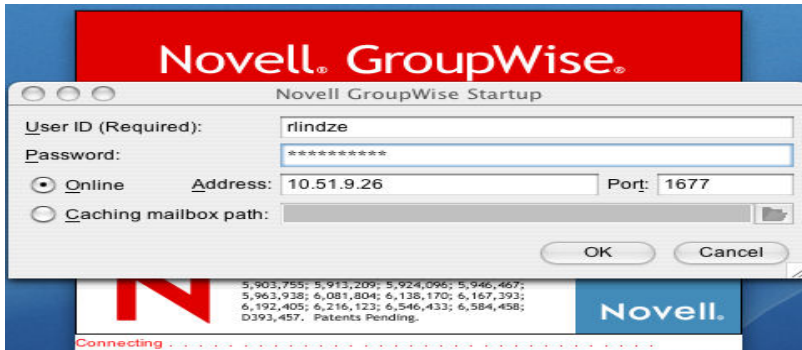 Novell® GroupWise®
Novell GroupWise Startup
User ID (Required): rlindze
Password: **********
Online Address: 10.51.9.26 Port: 1677
Caching mailbox path:
OK Cancel
N
5,903,755; 5,913,209; 5,924,096; 5,946,467;
5,963,938; 6,081,804; 6,138,170; 6,167,393;
6,192,405; 6,216,123; 6,546,433; 6,584,458;
D393,457. Patents Pending.
Novell.
Connecting . . . . . . . . . . . . . . . . . . . . . . . . . . . . . . . . . . . . . . . .